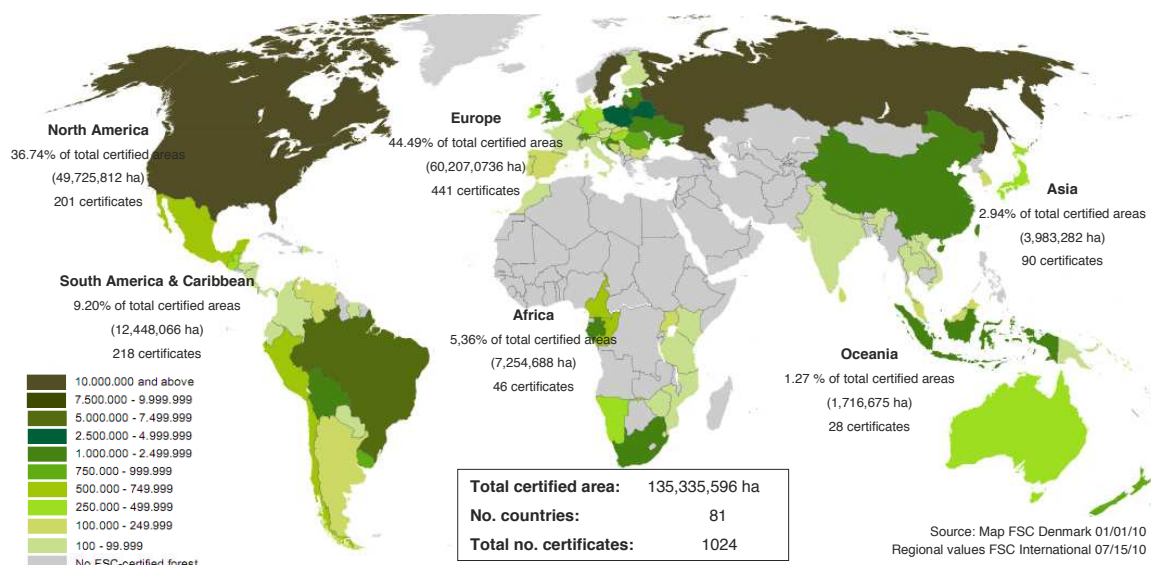 North America
36.74% of total certified areas
(49,725,812 ha)
201 certificates
Europe
44.49% of total certified areas
(60,207,0736 ha)
441 certificates
Asia
2.94% of total certified areas
(3,983,282 ha)
90 certificates
South America & Caribbean
9.20% of total certified areas
(12,448,066 ha)
218 certificates
Africa
5,36% of total certified areas
(7,254,688 ha)
46 certificates
Oceania
1.27 % of total certified areas
(1,716,675 ha)
28 certificates
10.000.000 and above
7.500.000 - 9.999.999
5.000.000 - 7.499.999
2.500.000 - 4.999.999
1.000.000 - 2.499.999
750.000 - 999.999
500.000 - 749.999
250.000 - 499.999
100.000 - 249.999
100 - 99.999
No FSC-certified forest
Total certified area: 135,335,596 ha
No. countries: 81
Total no. certificates: 1024
Source: Map FSC Denmark 01/01/10
Regional values FSC International 07/15/10